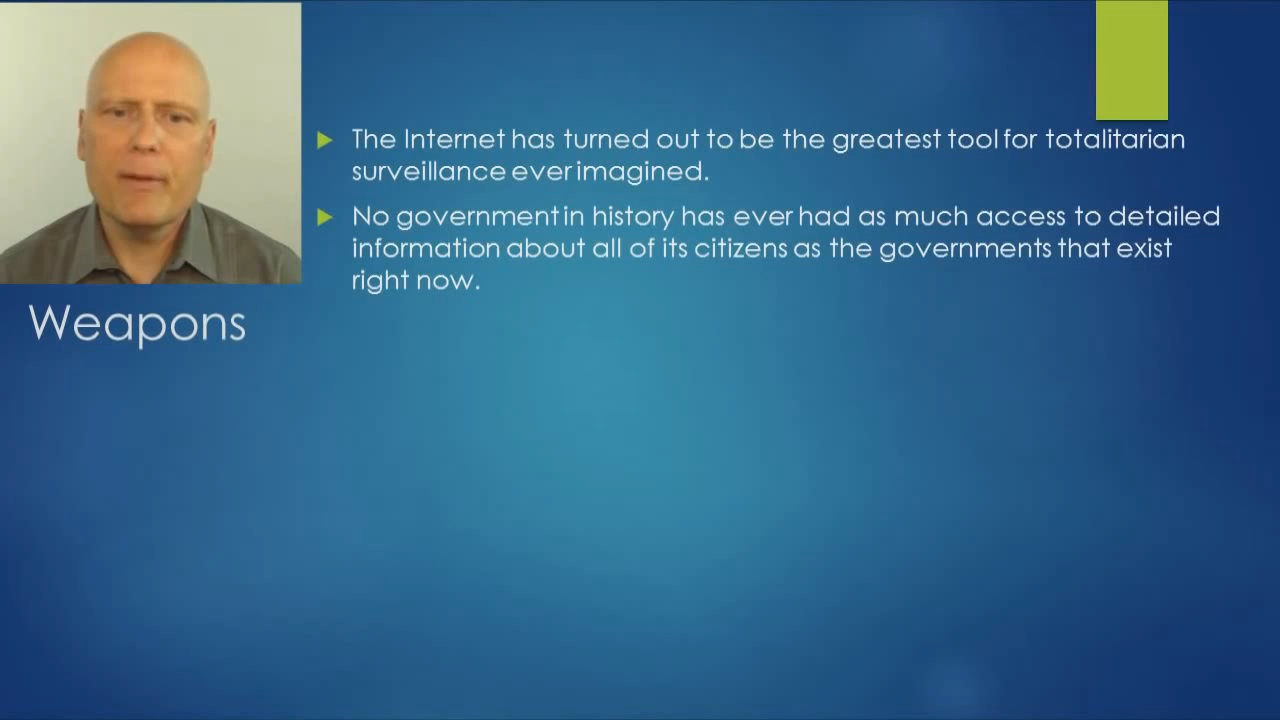 The Internet has turned out to be the greatest tool for totalitarian
surveillance ever imagined.
No government in history has ever had as much access to detailed
information about all of its citizens as the governments that exist
right now.
Weapons